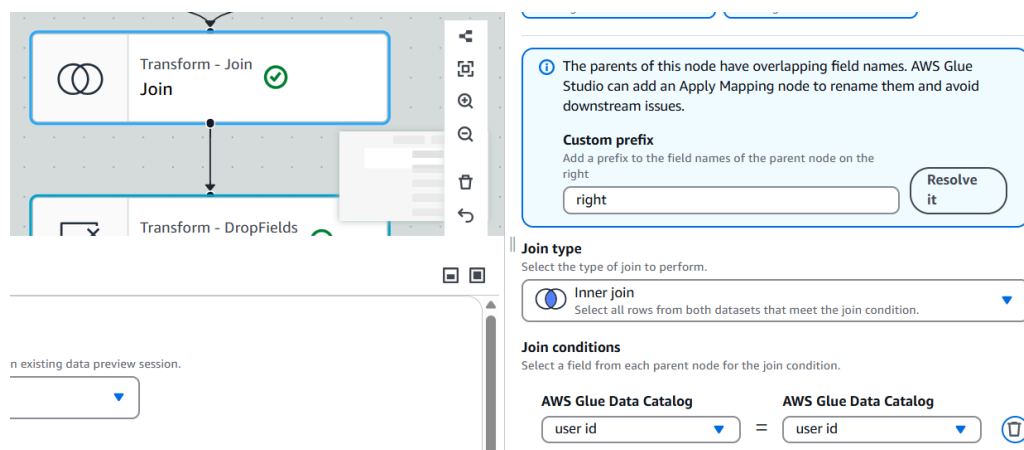 Transform - Join
Join
Transform - DropFields
n existing data preview session.
The parents of this node have overlapping field names. AWS Glue
Studio can add an Apply Mapping node to rename them and avoid
downstream issues.
Custom prefix
Add a prefix to the field names of the parent node on the
right
right
Resolve
it
Join type
Select the type of join to perform.
Inner join
Select all rows from both datasets that meet the join condition.
Join conditions
Select a field from each parent node for the join condition.
AWS Glue Data Catalog
AWS Glue Data Catalog
user id
=
user id